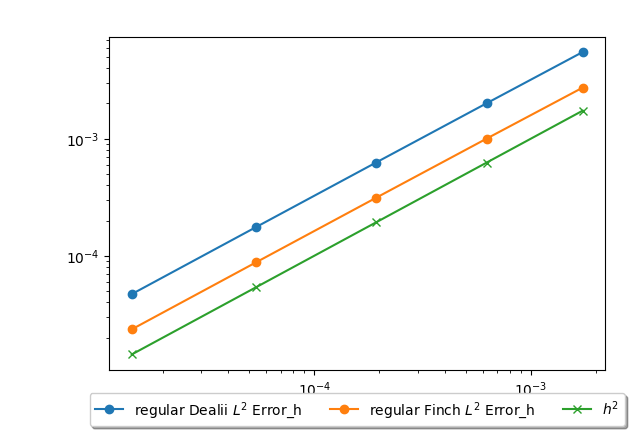 10⁻³
10⁻⁴
10⁻⁴ 10⁻³
regular Dealii L² Error_h regular Finch L² Error_h h²